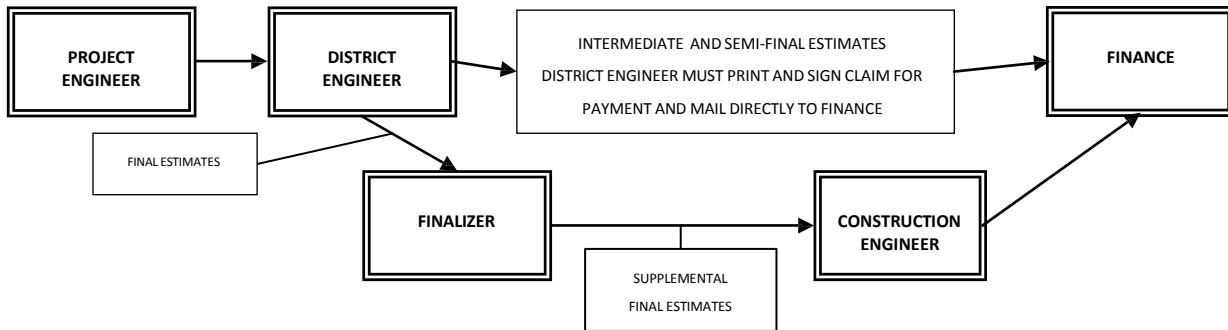 PROJECT
ENGINEER
DISTRICT
ENGINEER
INTERMEDIATE AND SEMI-FINAL ESTIMATES
DISTRICT ENGINEER MUST PRINT AND SIGN CLAIM FOR
PAYMENT AND MAIL DIRECTLY TO FINANCE
FINANCE
FINAL ESTIMATES
FINALIZER
CONSTRUCTION
ENGINEER
SUPPLEMENTAL
FINAL ESTIMATES